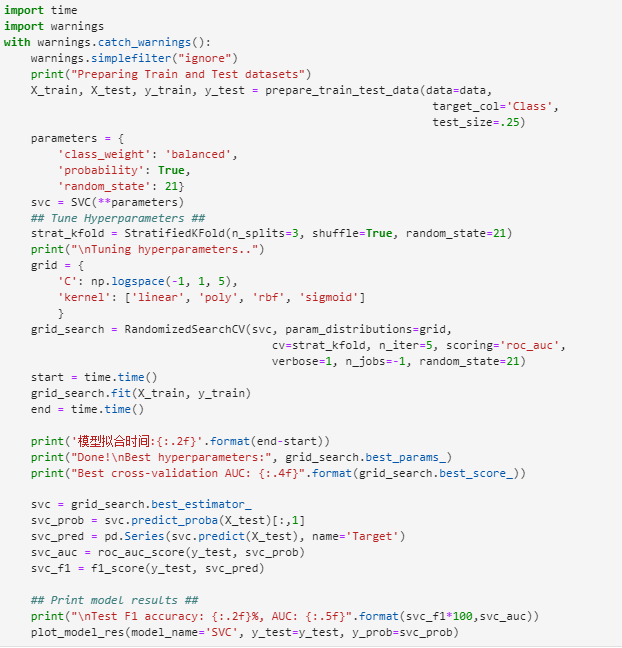 import time
import warnings
with warnings.catch_warnings():
    warnings.simplefilter("ignore")
    print("Preparing Train and Test datasets")
    X_train, X_test, y_train, y_test = prepare_train_test_data(data=data,
                                                               target_col='Class',
                                                               test_size=.25)
    parameters = {
        'class_weight': 'balanced',
        'probability': True,
        'random_state': 21}
    svc = SVC(**parameters)
    ## Tune Hyperparameters ##
    strat_kfold = StratifiedKFold(n_splits=3, shuffle=True, random_state=21)
    print("\nTuning hyperparameters..")
    grid = {
        'C': np.logspace(-1, 1, 5),
        'kernel': ['linear', 'poly', 'rbf', 'sigmoid']
        }
    grid_search = RandomizedSearchCV(svc, param_distributions=grid,
                                     cv=strat_kfold, n_iter=5, scoring='roc_auc',
                                     verbose=1, n_jobs=-1, random_state=21)
    start = time.time()
    grid_search.fit(X_train, y_train)
    end = time.time()

    print('模型拟合时间:{:.2f}'.format(end-start))
    print("Done!\nBest hyperparameters:", grid_search.best_params_)
    print("Best cross-validation AUC: {:.4f}".format(grid_search.best_score_))

    svc = grid_search.best_estimator_
    svc_prob = svc.predict_proba(X_test)[:,1]
    svc_pred = pd.Series(svc.predict(X_test), name='Target')
    svc_auc = roc_auc_score(y_test, svc_prob)
    svc_f1 = f1_score(y_test, svc_pred)

    ## Print model results ##
    print("\nTest F1 accuracy: {:.2f}%, AUC: {:.5f}".format(svc_f1*100,svc_auc))
    plot_model_res(model_name='SVC', y_test=y_test, y_prob=svc_prob)